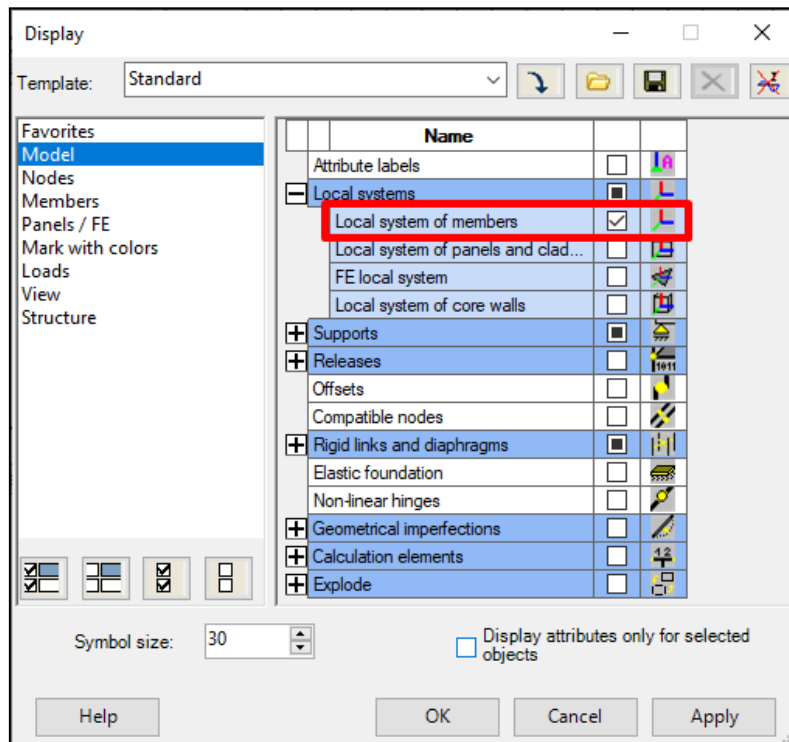 Display
Template:
Standard
Favorites
Model
Nodes
Members
Panels / FE
Mark with colors
Loads
View
Structure
Name
Attribute labels
Local systems
Local system of members
Local system of panels and clad...
FE local system
Local system of core walls
Supports
Releases
Offsets
Compatible nodes
Rigid links and diaphragms
Elastic foundation
Non-linear hinges
Geometrical imperfections
Calculation elements
Explode
Symbol size:
30
Display attributes only for selected
objects
Help
OK
Cancel
Apply